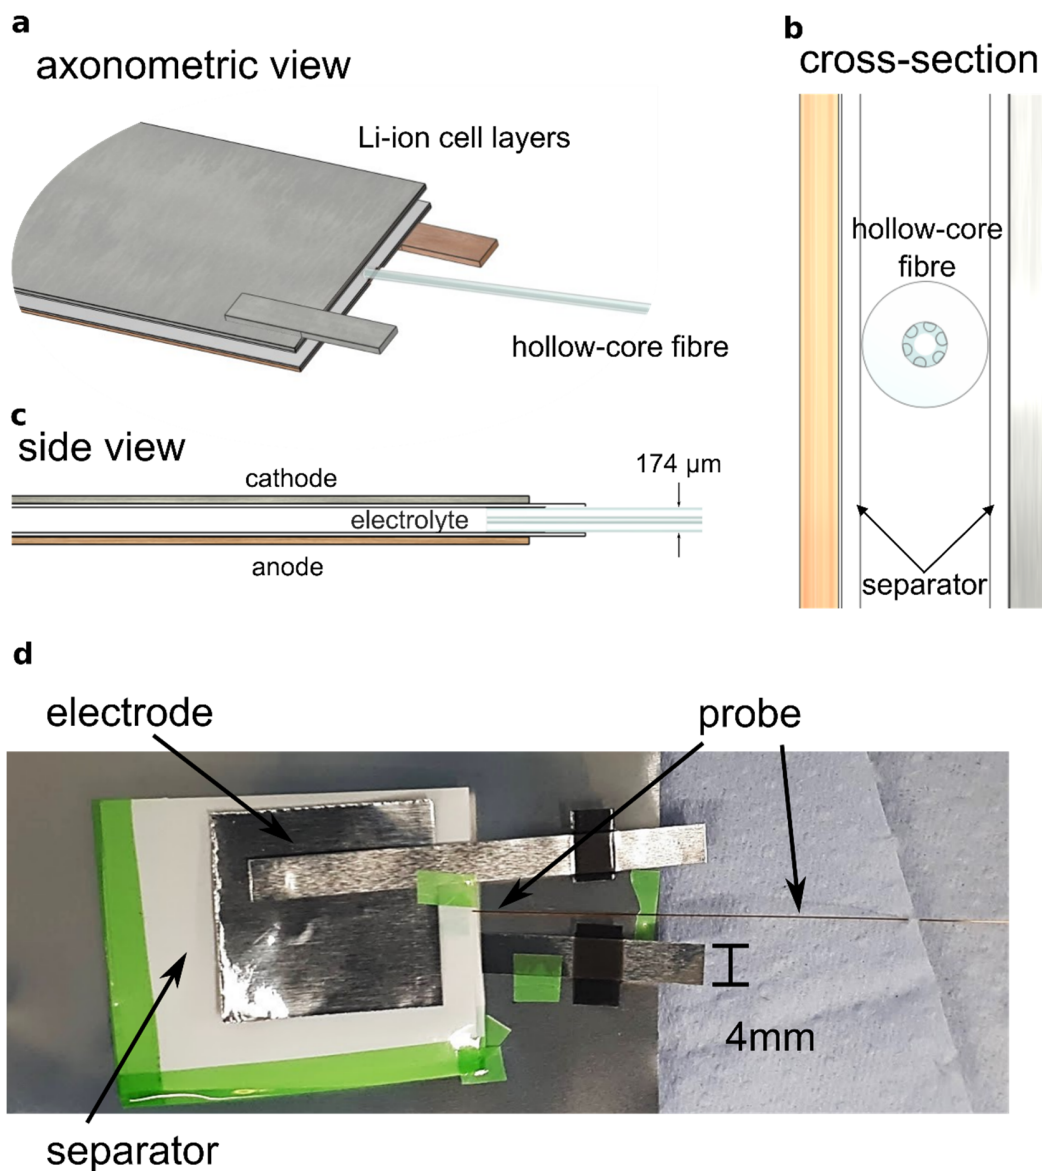 a
axonometric view
Li-ion cell layers
hollow-core fibre
b
cross-section
hollow-core
fibre
separator
c
side view
cathode
174 µm
electrolyte
anode
d
electrode
probe
4mm
separator